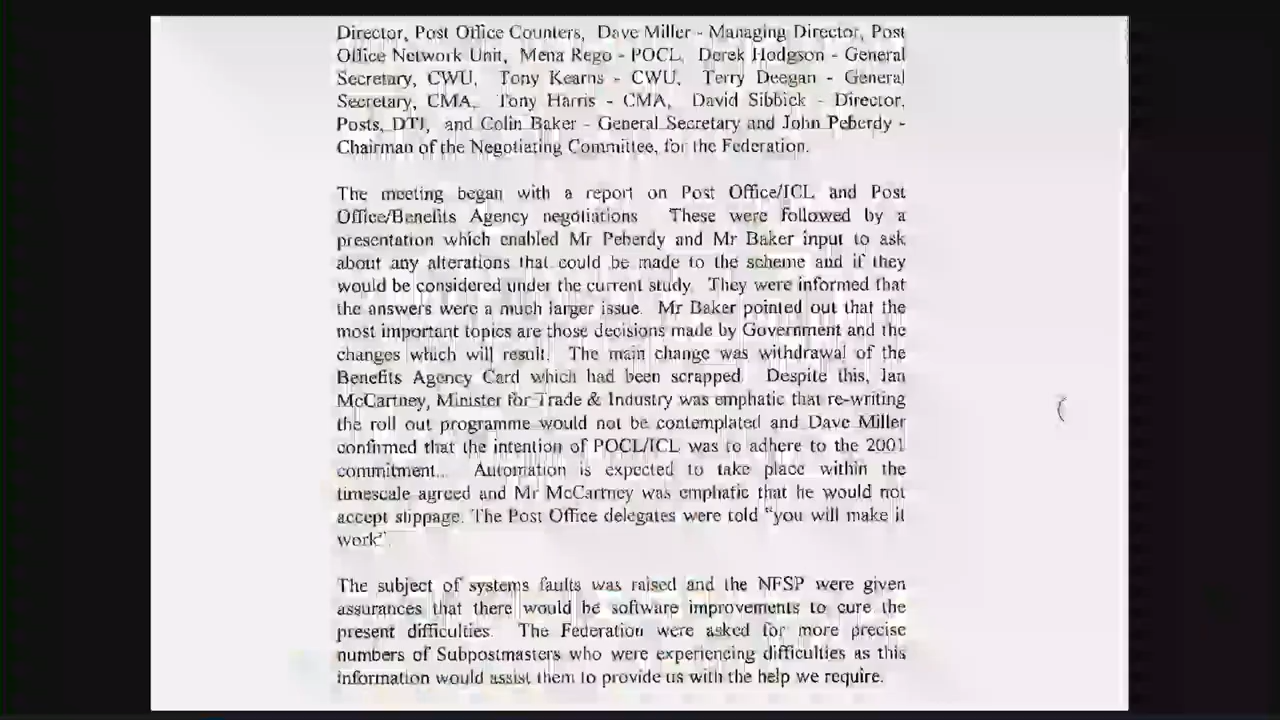 Director, Post Office Counters, Dave Miller - Managing Director, Post
Office Network Unit, Mena Rego - POCL, Derek Hodgson - General
Secretary, CWU, Tony Kearns - CWU, Terry Deegan - General
Secretary, CMA, Tony Harris - CMA, David Sibbick - Director,
Posts, DTI, and Colin Baker - General Secretary and John Peberdy -
Chairman of the Negotiating Committee, for the Federation.
The meeting began with a report on Post Office/ICL and Post
Office/Benefits Agency negotiations These were followed by a
presentation which enabled Mr Peberdy and Mr Baker input to ask
about any alterations that could be made to the scheme and if they
would be considered under the current study. They were informed that
the answers were a much larger issue. Mr Baker pointed out that the
most important topics are those decisions made by Government and the
changes which will result. The main change was withdrawal of the
Benefits Agency Card which had been scrapped Despite this, Ian
McCartney, Minister for Trade & Industry was emphatic that re-writing
the roll out programme would not be contemplated and Dave Miller
confirmed that the intention of POCL/ICL was to adhere to the 2001
commitment... Automation is expected to take place within the
timescale agreed and Mr McCartney was emphatic that he would not
accept slippage. The Post Office delegates were told "you will make it
work".
The subject of systems faults was raised and the NFSP were given
assurances that there would be software improvements to cure the
present difficulties. The Federation were asked for more precise
numbers of Subpostmasters who were experiencing difficulties as this
information would assist them to provide us with the help we require.